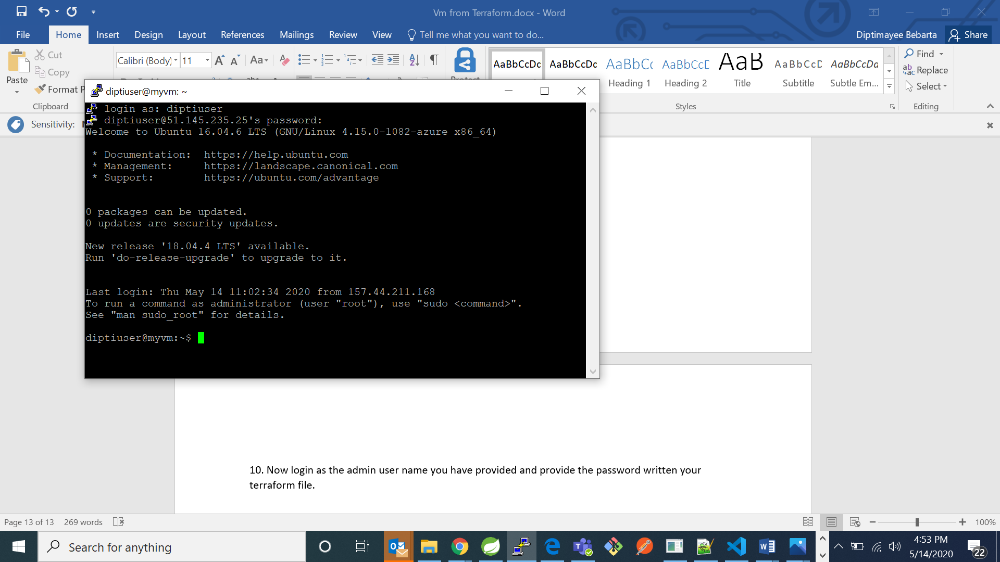 Vm from Terraform.docx - Word
File Home Insert Design Layout References Mailings Review View Tell me what you want to do... Diptimayee Bebarta Share
Cut
Copy
Paste
Format
Calibri (Body) 11
Aa
AaBbCcDc AaBbCcDc AaBbCc AaBbCcD AaB AaBbCcD AaBbCcDa
Heading 1 Heading 2 Title Subtitle Subtle Em...
Find
Replace
Select
Clipboard Styles Editing
Sensitivity:
diptiuser@myvm: ~
login as: diptiuser
diptiuser@51.145.235.25's password:
Welcome to Ubuntu 16.04.6 LTS (GNU/Linux 4.15.0-1082-azure x86_64)
* Documentation: https://help.ubuntu.com
* Management: https://landscape.canonical.com
* Support: https://ubuntu.com/advantage
0 packages can be updated.
0 updates are security updates.
New release '18.04.4 LTS' available.
Run 'do-release-upgrade' to upgrade to it.
Last login: Thu May 14 11:02:34 2020 from 157.44.211.168
To run a command as administrator (user "root"), use "sudo <command>".
See "man sudo_root" for details.
diptiuser@myvm:~$
10. Now login as the admin user name you have provided and provide the password written your
terraform file.
Page 13 of 13 269 words 100%
Search for anything
4:53 PM
5/14/2020
22